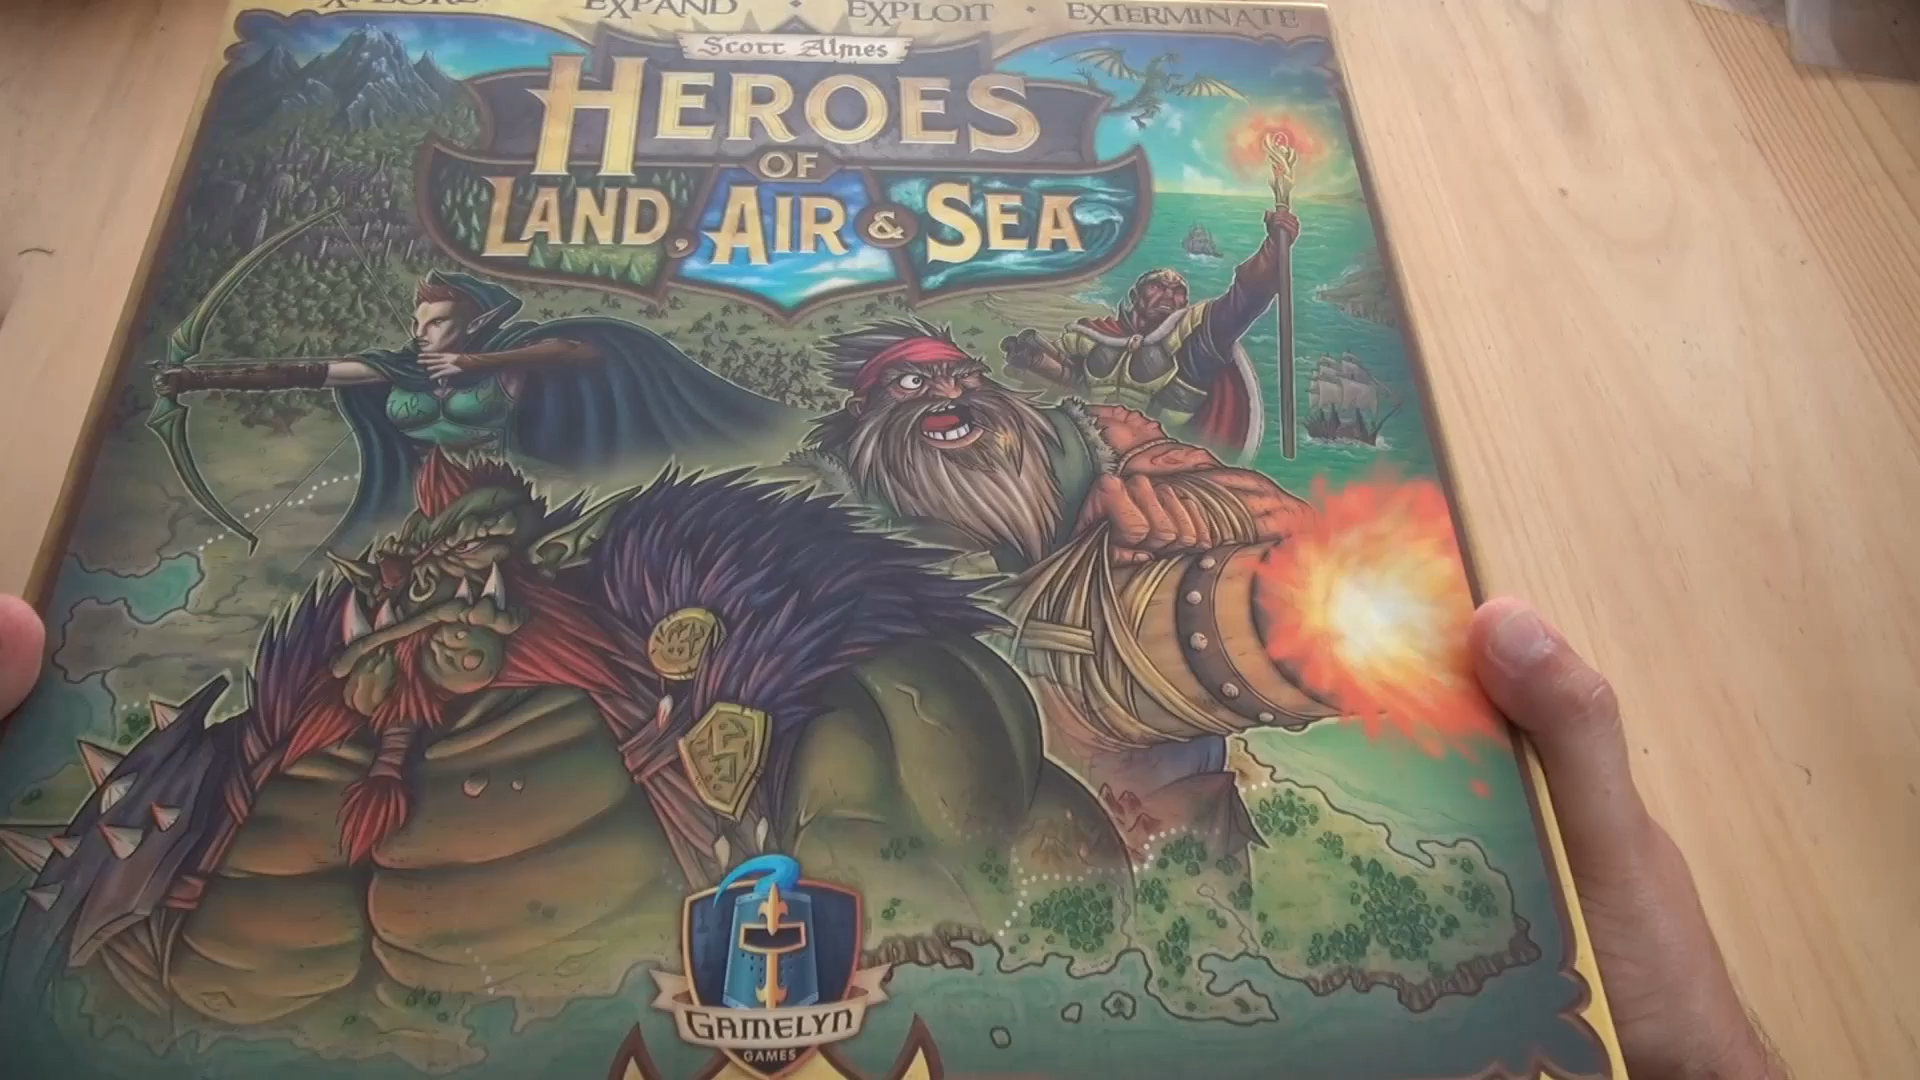 EXPAND • EXPLOIT • EXTERMINATE
Scott Almes
HEROES
OF
LAND, AIR & SEA
GAMELYN
GAMES